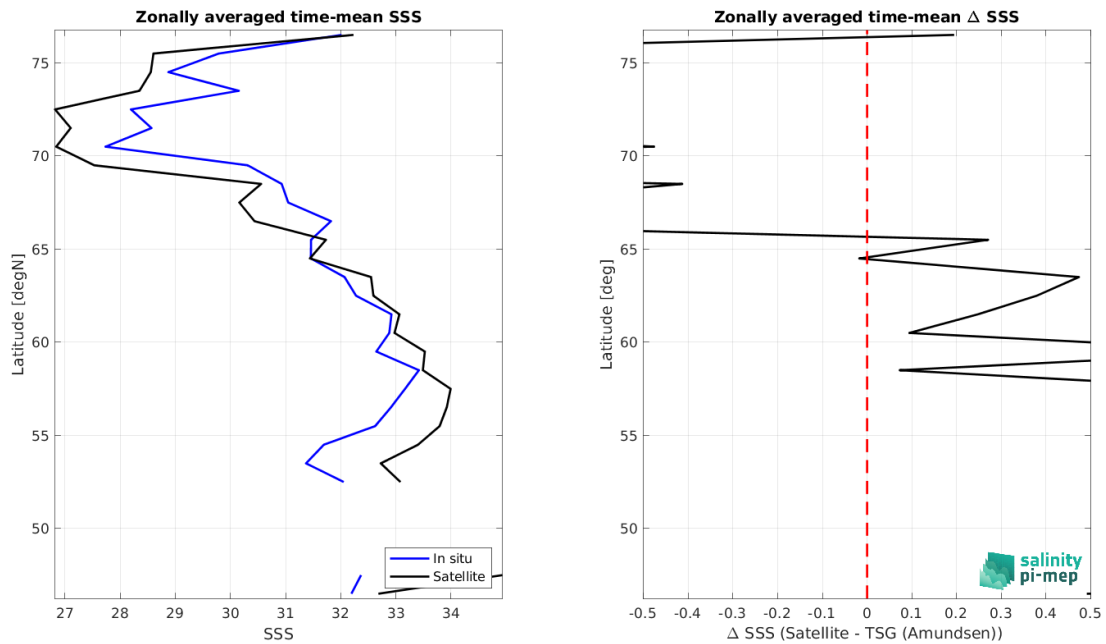 Zonally averaged time-mean SSS
75
70
65
60
55
50
Latitude [degN]
27 28 29 30 31 32 33 34
SSS
In situ
Satellite
Zonally averaged time-mean Δ SSS
75
70
65
60
55
50
Latitude [deg]
-0.5 -0.4 -0.3 -0.2 -0.1 0 0.1 0.2 0.3 0.4 0.5
Δ SSS (Satellite - TSG (Amundsen))
salinity
pi-mep